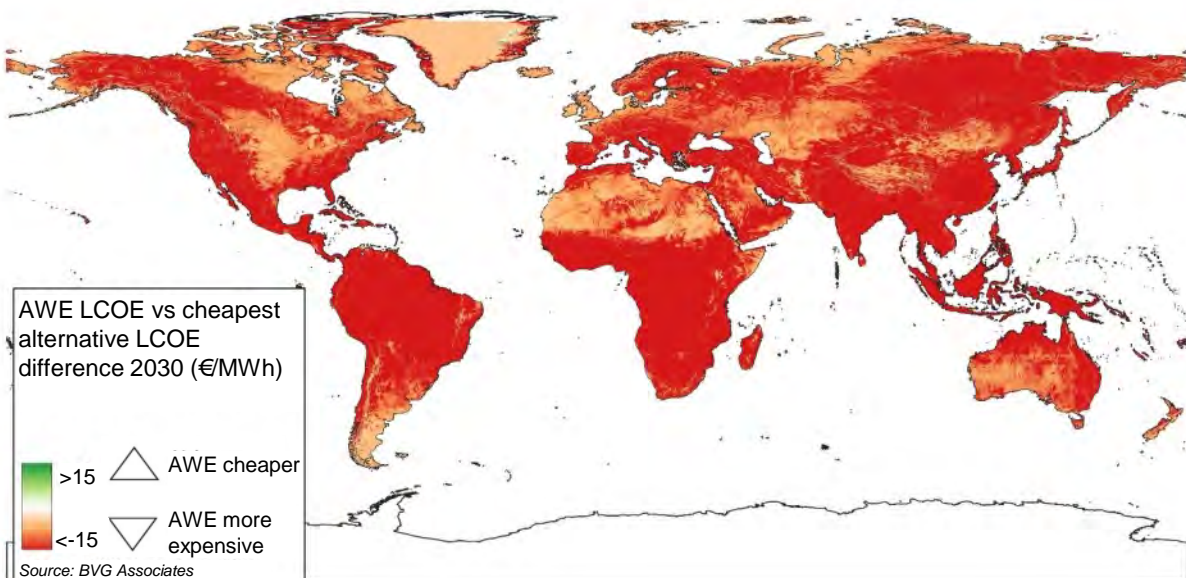 AWE LCOE vs cheapest
alternative LCOE
difference 2030 (€/MWh)
>15
AWE cheaper
<-15
AWE more
expensive
Source: BVG Associates